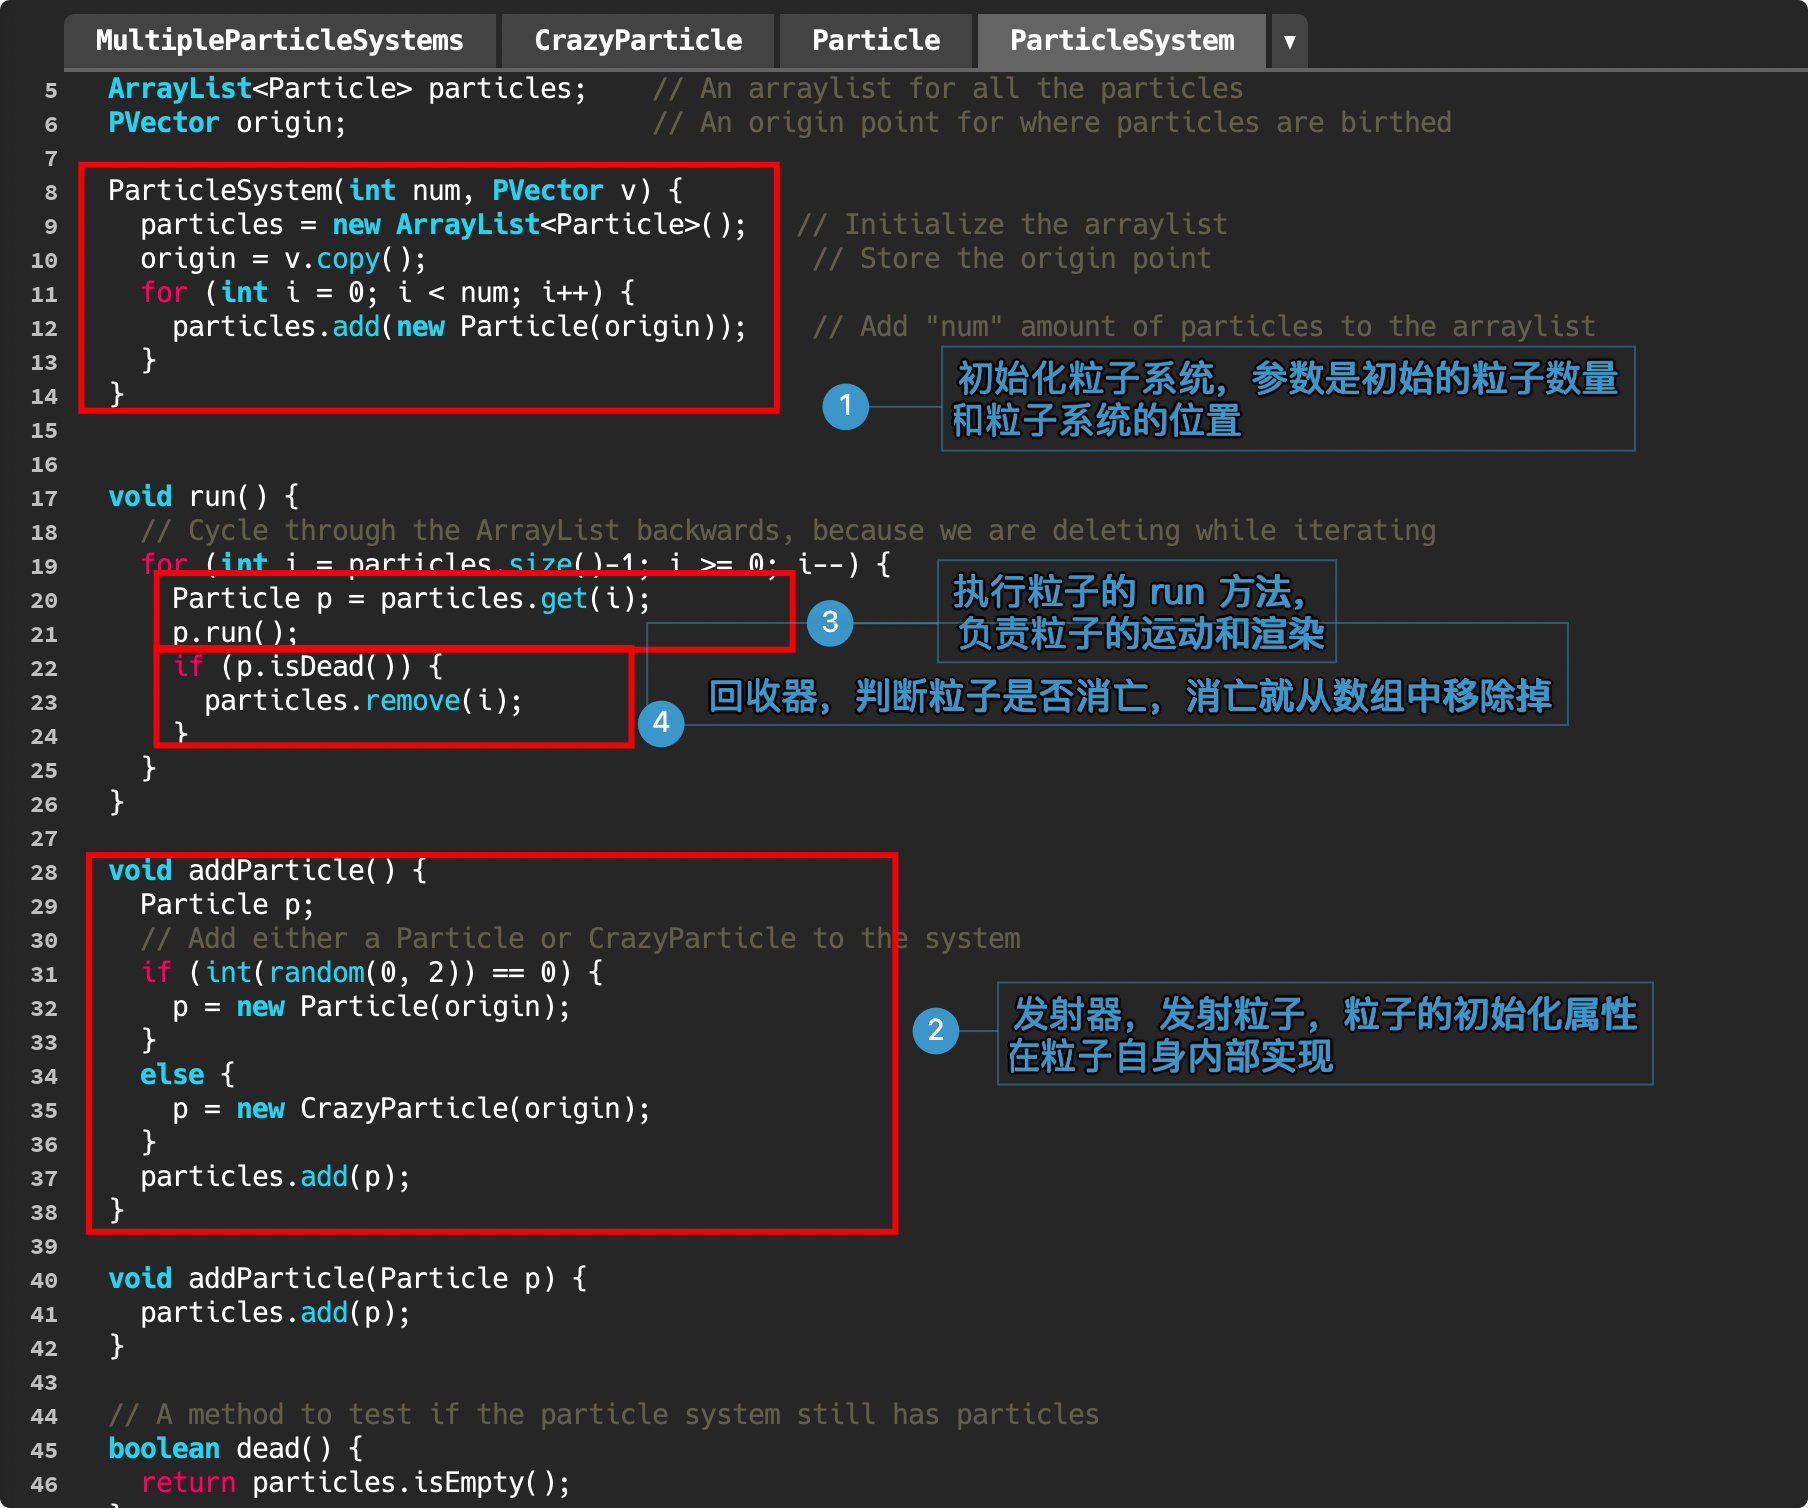 MultipleParticleSystems CrazyParticle Particle ParticleSystem ▼
5 ArrayList<Particle> particles; // An arraylist for all the particles
6 PVector origin; // An origin point for where particles are birthed
7
8 ParticleSystem(int num, PVector v) {
9 particles = new ArrayList<Particle>(); // Initialize the arraylist
10 origin = v.copy(); // Store the origin point
11 for (int i = 0; i < num; i++) {
12 particles.add(new Particle(origin)); // Add "num" amount of particles to the arraylist
13 }
14 }
1 初始化粒子系统，参数是初始的粒子数量
和粒子系统的位置
15
16
17 void run() {
18 // Cycle through the ArrayList backwards, because we are deleting while iterating
19 for (int i = particles.size()-1; i >= 0; i--) {
20 Particle p = particles.get(i);
21 p.run();
3 执行粒子的 run 方法，
负责粒子的运动和渲染
22 if (p.isDead()) {
23 particles.remove(i);
24 }
4 回收器，判断粒子是否消亡，消亡就从数组中移除掉
25 }
26 }
27
28 void addParticle() {
29 Particle p;
30 // Add either a Particle or CrazyParticle to the system
31 if (int(random(0, 2)) == 0) {
32 p = new Particle(origin);
33 }
34 else {
35 p = new CrazyParticle(origin);
36 }
37 particles.add(p);
38 }
2 发射器，发射粒子，粒子的初始化属性
在粒子自身内部实现
39
40 void addParticle(Particle p) {
41 particles.add(p);
42 }
43
44 // A method to test if the particle system still has particles
45 boolean dead() {
46 return particles.isEmpty();